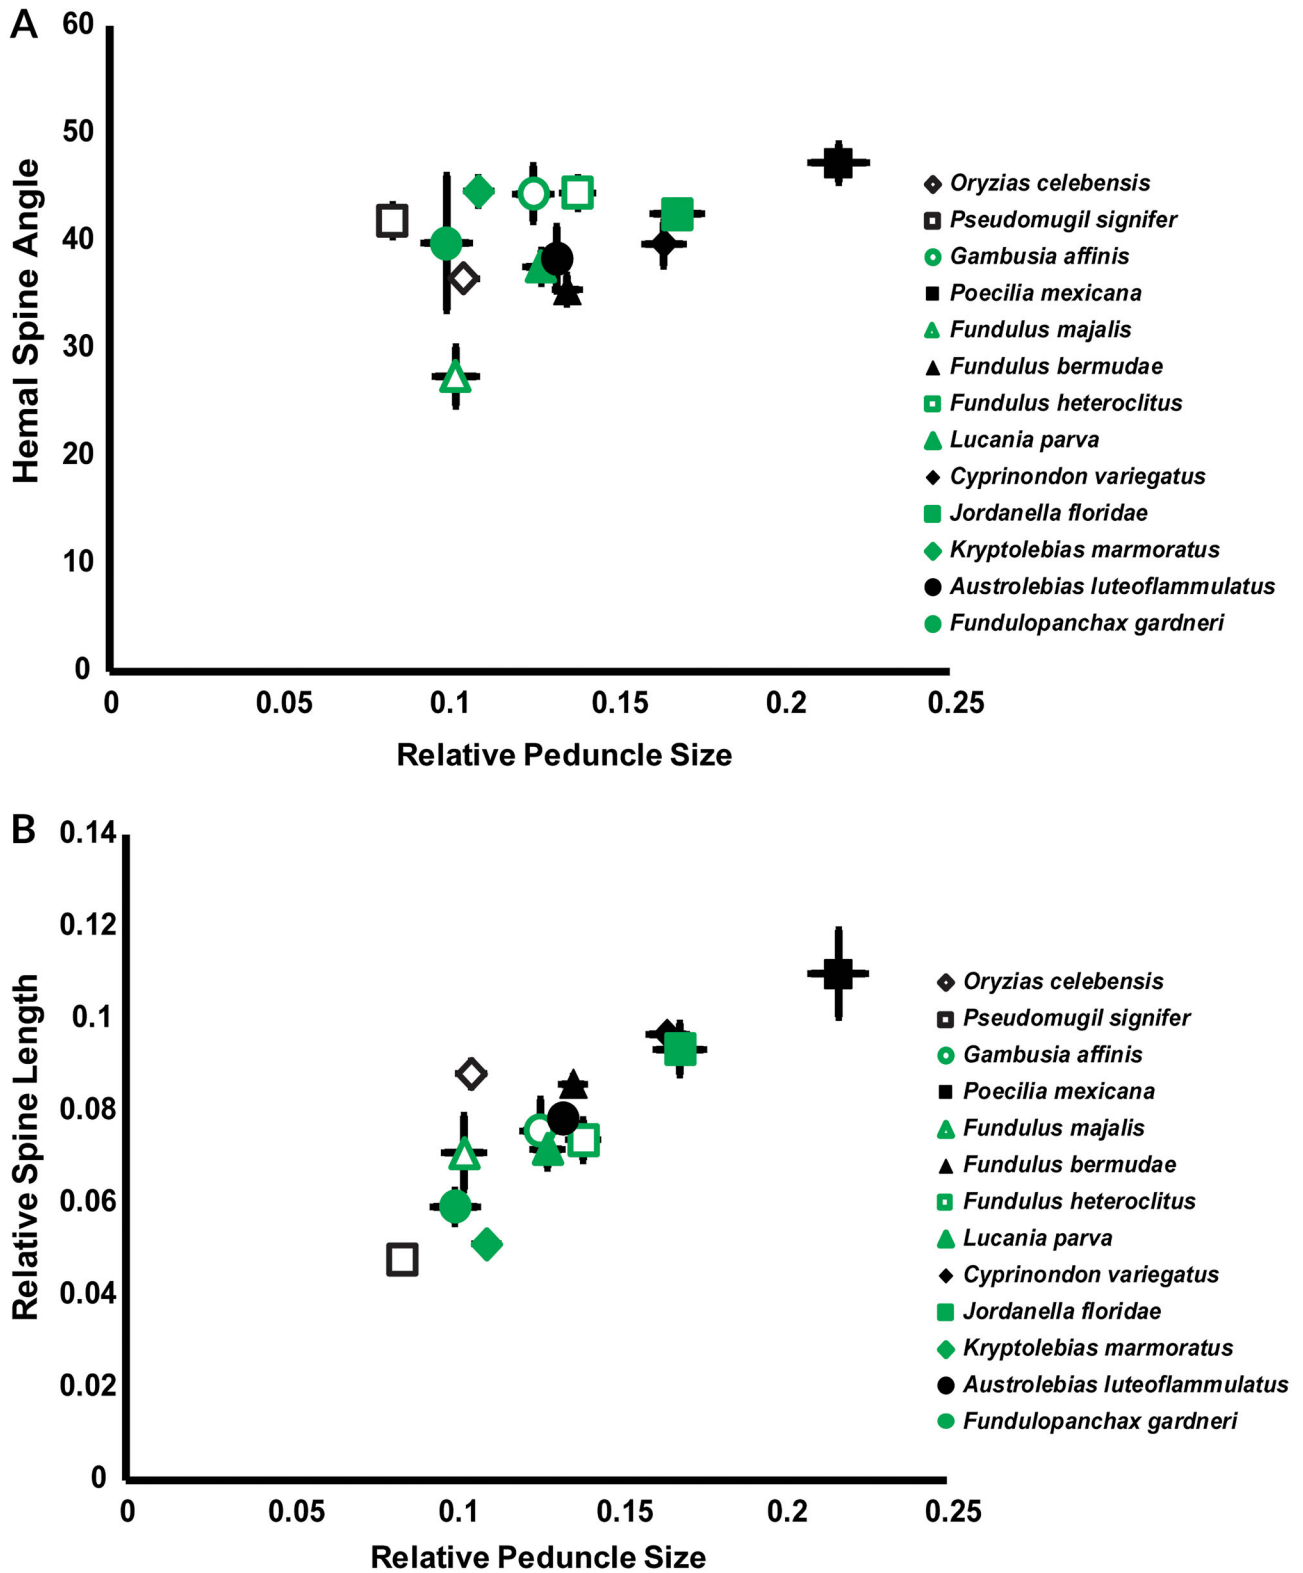 A
60
50
40
30
20
10
0
Hemal Spine Angle
0 0.05 0.1 0.15 0.2 0.25
Relative Peduncle Size
Oryzias celebensis
Pseudomugil signifer
Gambusia affinis
Poecilia mexicana
Fundulus majalis
Fundulus bermudae
Fundulus heteroclitus
Lucania parva
Cyprinondon variegatus
Jordanella floridae
Kryptolebias marmoratus
Austrolebias luteoflammulatus
Fundulopanchax gardneri
B
0.14
0.12
0.1
0.08
0.06
0.04
0.02
0
Relative Spine Length
0 0.05 0.1 0.15 0.2 0.25
Relative Peduncle Size
Oryzias celebensis
Pseudomugil signifer
Gambusia affinis
Poecilia mexicana
Fundulus majalis
Fundulus bermudae
Fundulus heteroclitus
Lucania parva
Cyprinondon variegatus
Jordanella floridae
Kryptolebias marmoratus
Austrolebias luteoflammulatus
Fundulopanchax gardneri